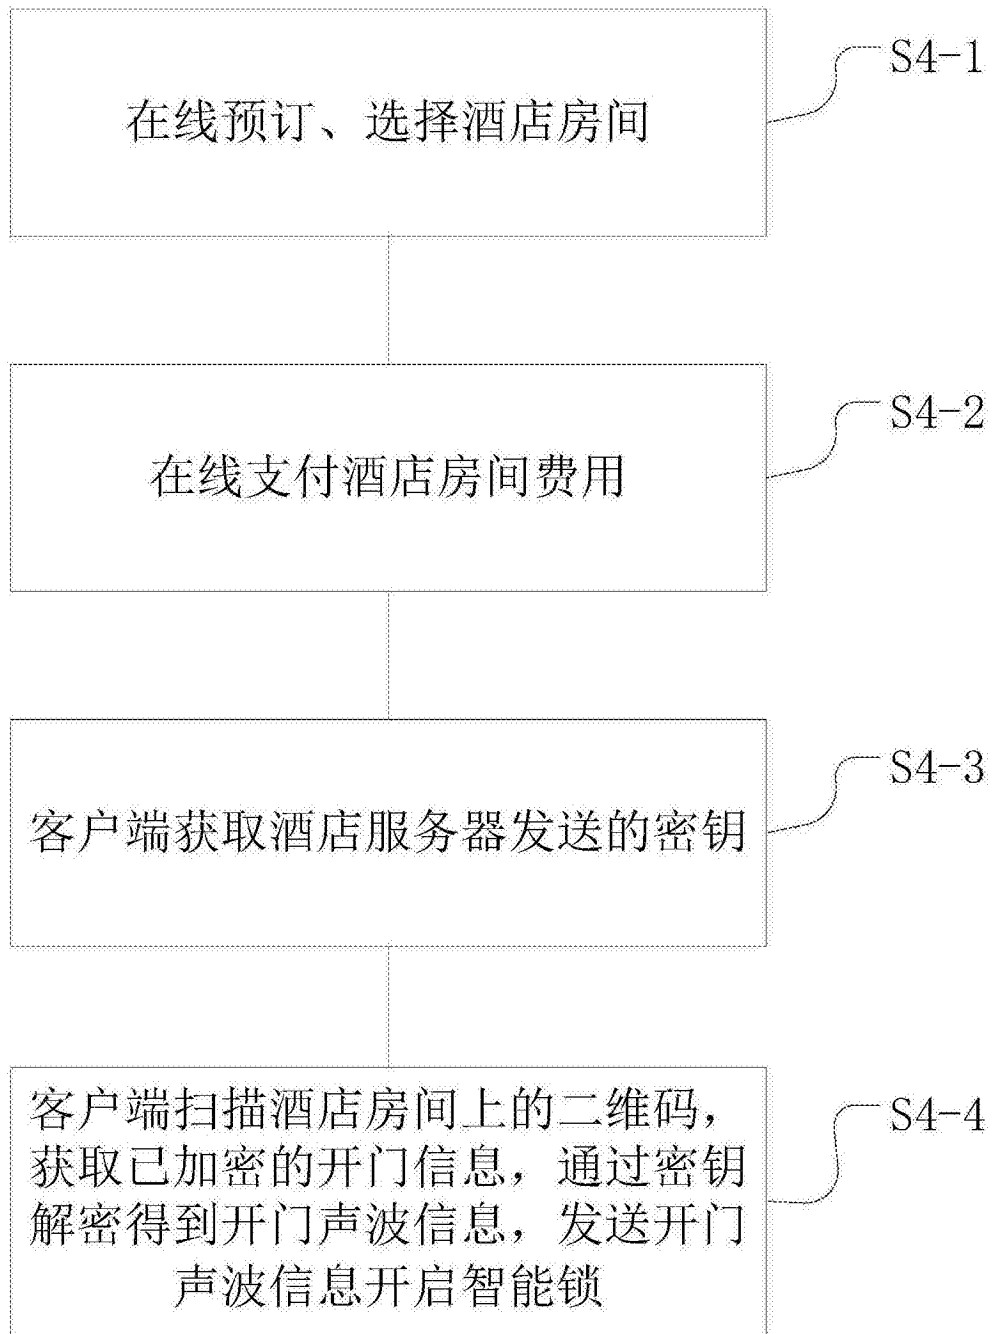 S4-1
在线预订、选择酒店房间
S4-2
在线支付酒店房间费用
S4-3
客户端获取酒店服务器发送的密钥
客户端扫描酒店房间上的二维码，
S4-4
获取已加密的开门信息，通过密钥
解密得到开门声波信息，发送开门
声波信息开启智能锁